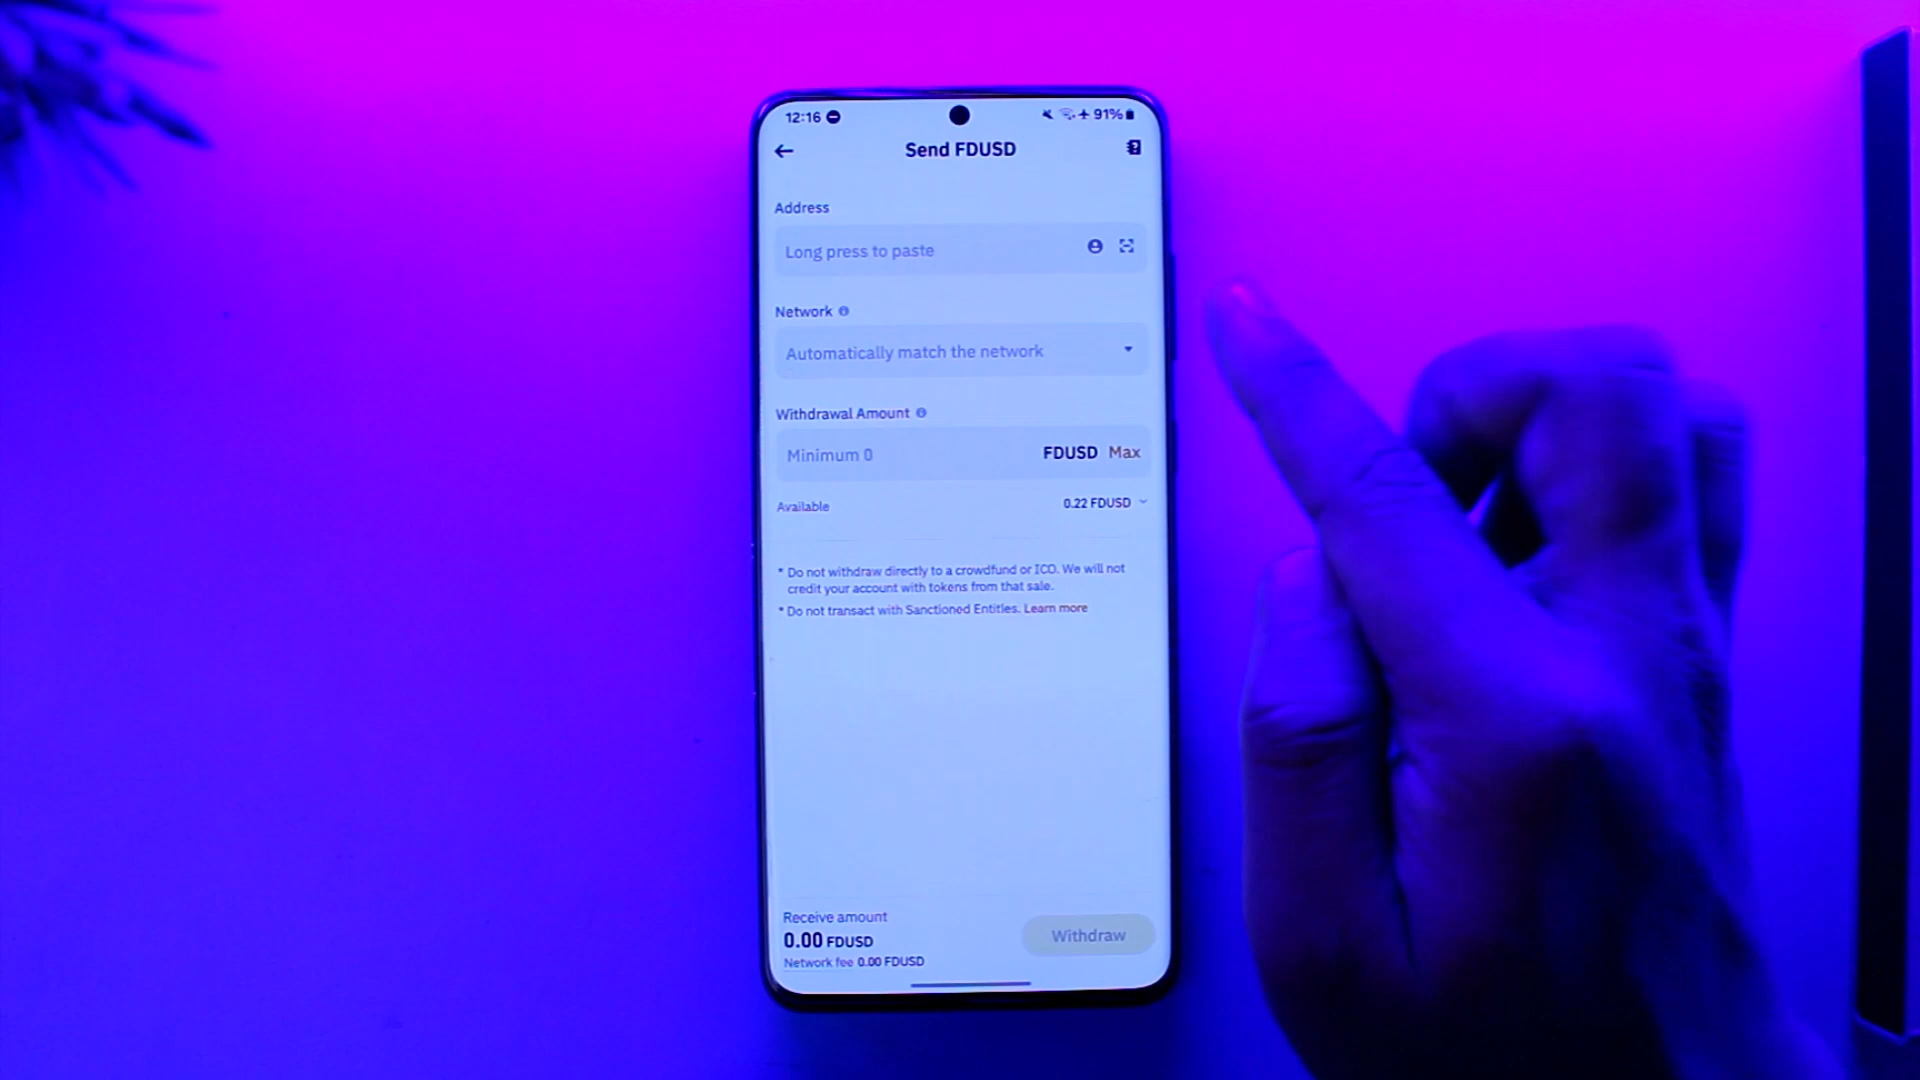 12:16
91%
Send FDUSD
Address
Long press to paste
Network
Automatically match the network
Withdrawal Amount
Minimum 0 FDUSD Max
Available 0.22 FDUSD
* Do not withdraw directly to a crowdfund or ICO. We will not
credit your account with tokens from that sale.
* Do not transact with Sanctioned Entities. Learn more
Receive amount
0.00 FDUSD
Withdraw
Network fee 0.00 FDUSD